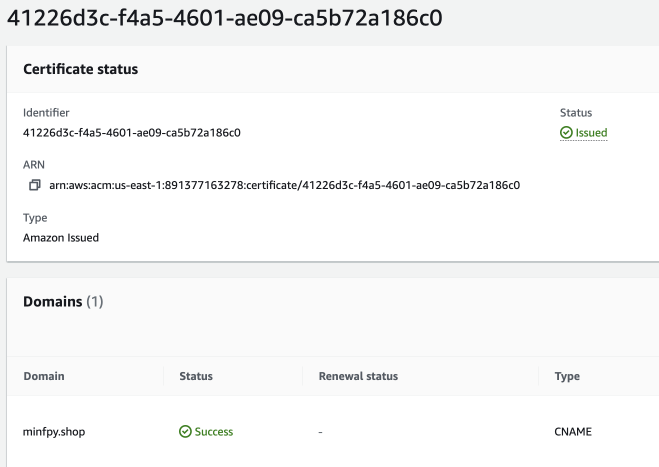 41226d3c-f4a5-4601-ae09-ca5b72a186c0
Certificate status
Identifier
41226d3c-f4a5-4601-ae09-ca5b72a186c0
Status
Issued
ARN
arn:aws:acm:us-east-1:891377163278:certificate/41226d3c-f4a5-4601-ae09-ca5b72a186c0
Type
Amazon Issued
Domains (1)
Domain Status Renewal status Type
minfpy.shop Success - CNAME